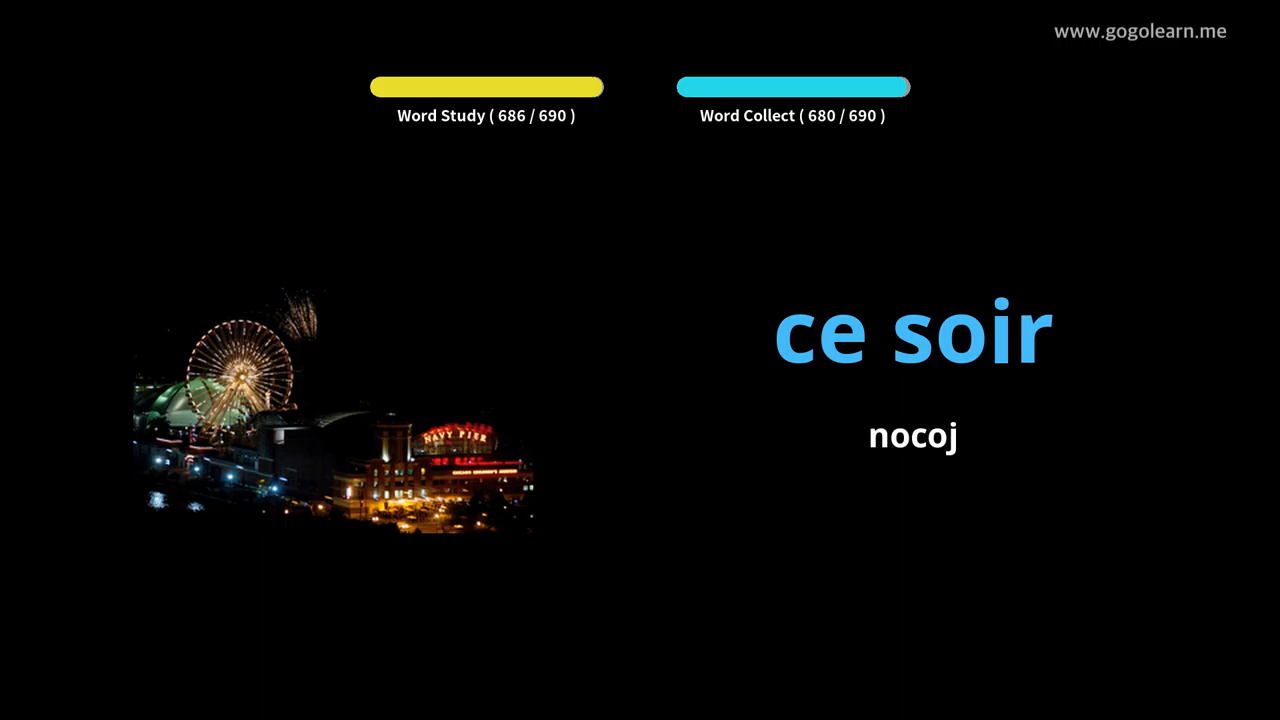 www.gogolearn.me
Word Study ( 686 / 690 )
Word Collect ( 680 / 690 )
ce soir
nocoj
NAVY PIER